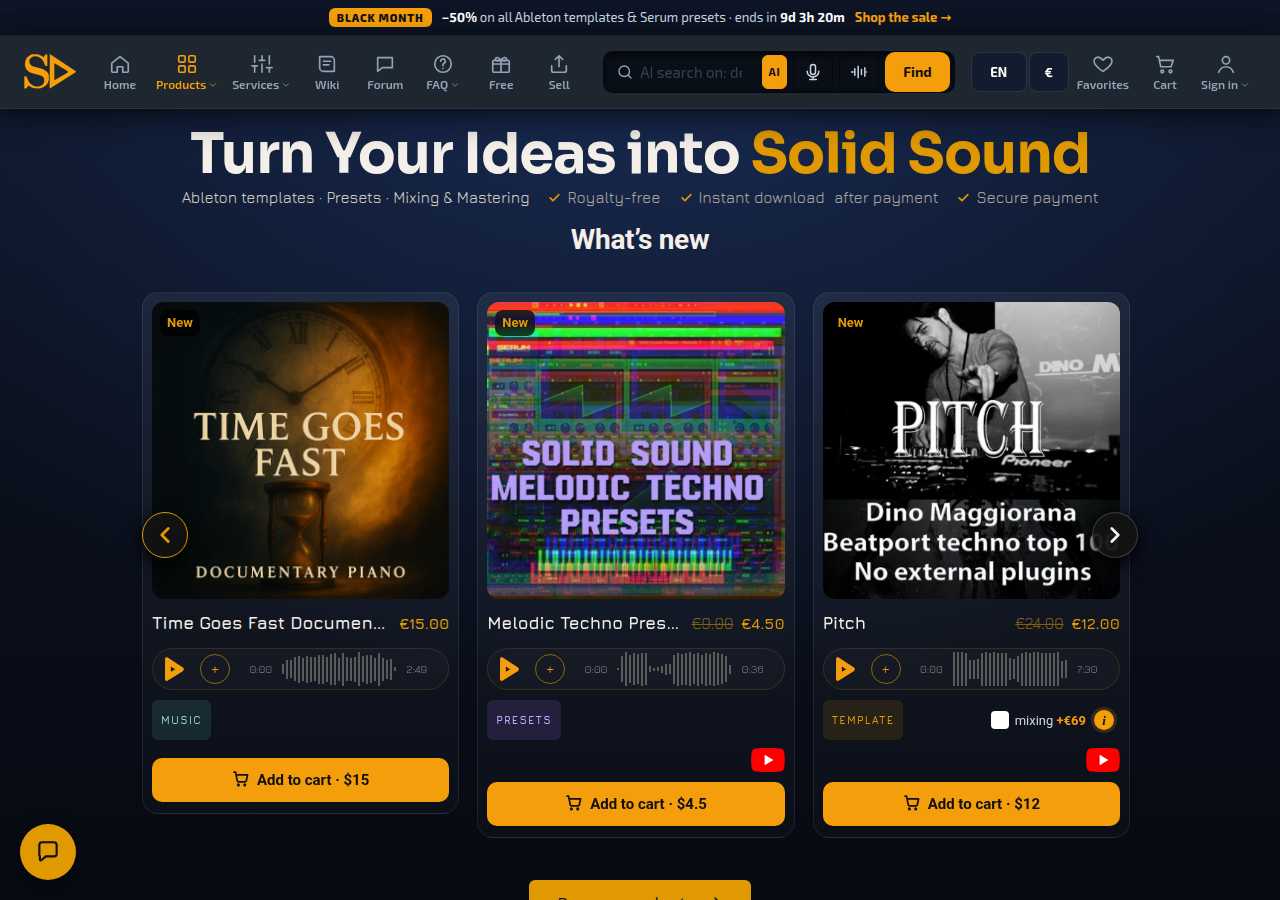 BLACK MONTH −50% on all Ableton templates & Serum presets · ends in 9d 3h 20m Shop the sale →
Home Products Services Wiki Forum FAQ Free Sell
AI search on: AI Find EN € Favorites Cart Sign in
Turn Your Ideas into Solid Sound
Ableton templates · Presets · Mixing & Mastering Royalty-free Instant download after payment Secure payment
What's new
New
TIME GOES
FAST
DOCUMENTARY PIANO
Time Goes Fast Documen... €15.00
+ 0:00 2:49
MUSIC
Add to cart · $15
New
SERUM
SOLID SOUND
MELODIC TECHNO
PRESETS
Melodic Techno Pres... €9.00 €4.50
+ 0:00 0:36
PRESETS
Add to cart · $4.5
New
DINO
PITCH
Pioneer
Dino Maggiorana
Beatport techno top 100
No external plugins
Pitch €24.00 €12.00
+ 0:00 7:30
TEMPLATE mixing +€69 i
Add to cart · $12